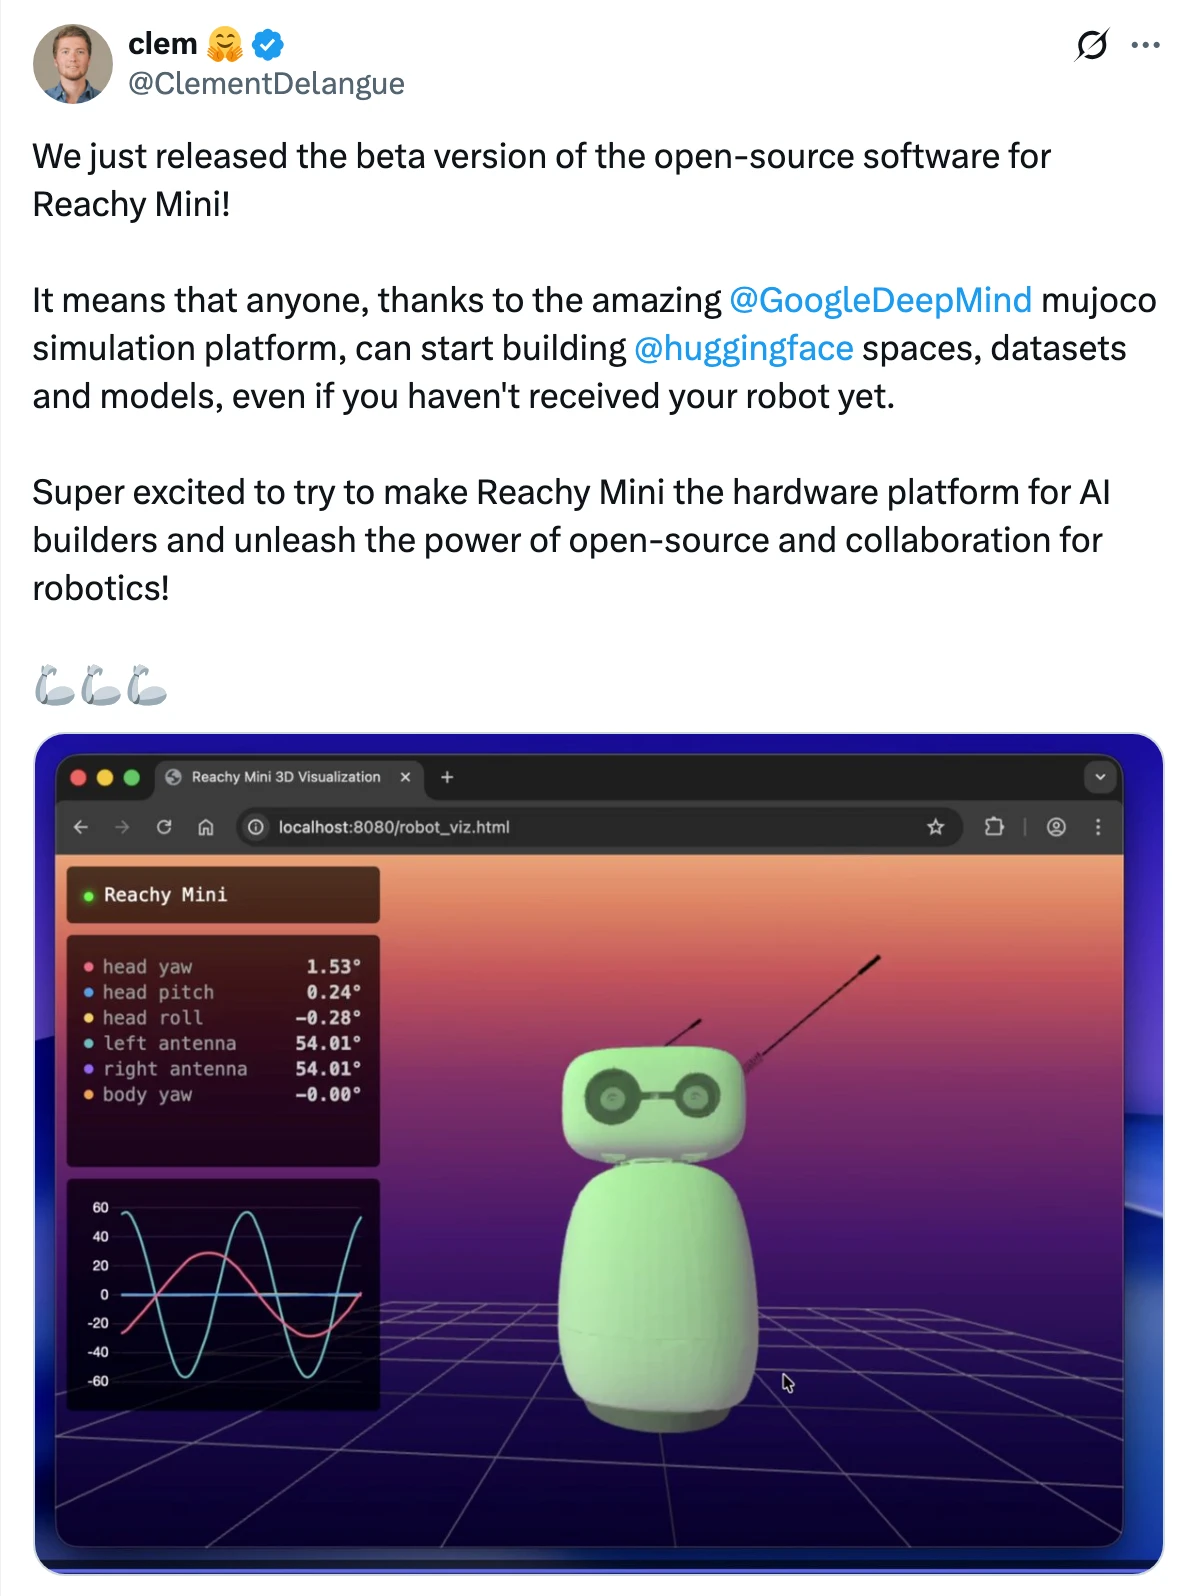 clem 🤗
@ClementDelangue
We just released the beta version of the open-source software for
Reachy Mini!
It means that anyone, thanks to the amazing @GoogleDeepMind mujoco
simulation platform, can start building @huggingface spaces, datasets
and models, even if you haven't received your robot yet.
Super excited to try to make Reachy Mini the hardware platform for AI
builders and unleash the power of open-source and collaboration for
robotics!
🦾🦾🦾
Reachy Mini 3D Visualization
localhost:8080/robot_viz.html
Reachy Mini
head yaw 1.53°
head pitch 0.24°
head roll -0.28°
left antenna 54.01°
right antenna 54.01°
body yaw -0.00°
60
40
20
0
-20
-40
-60